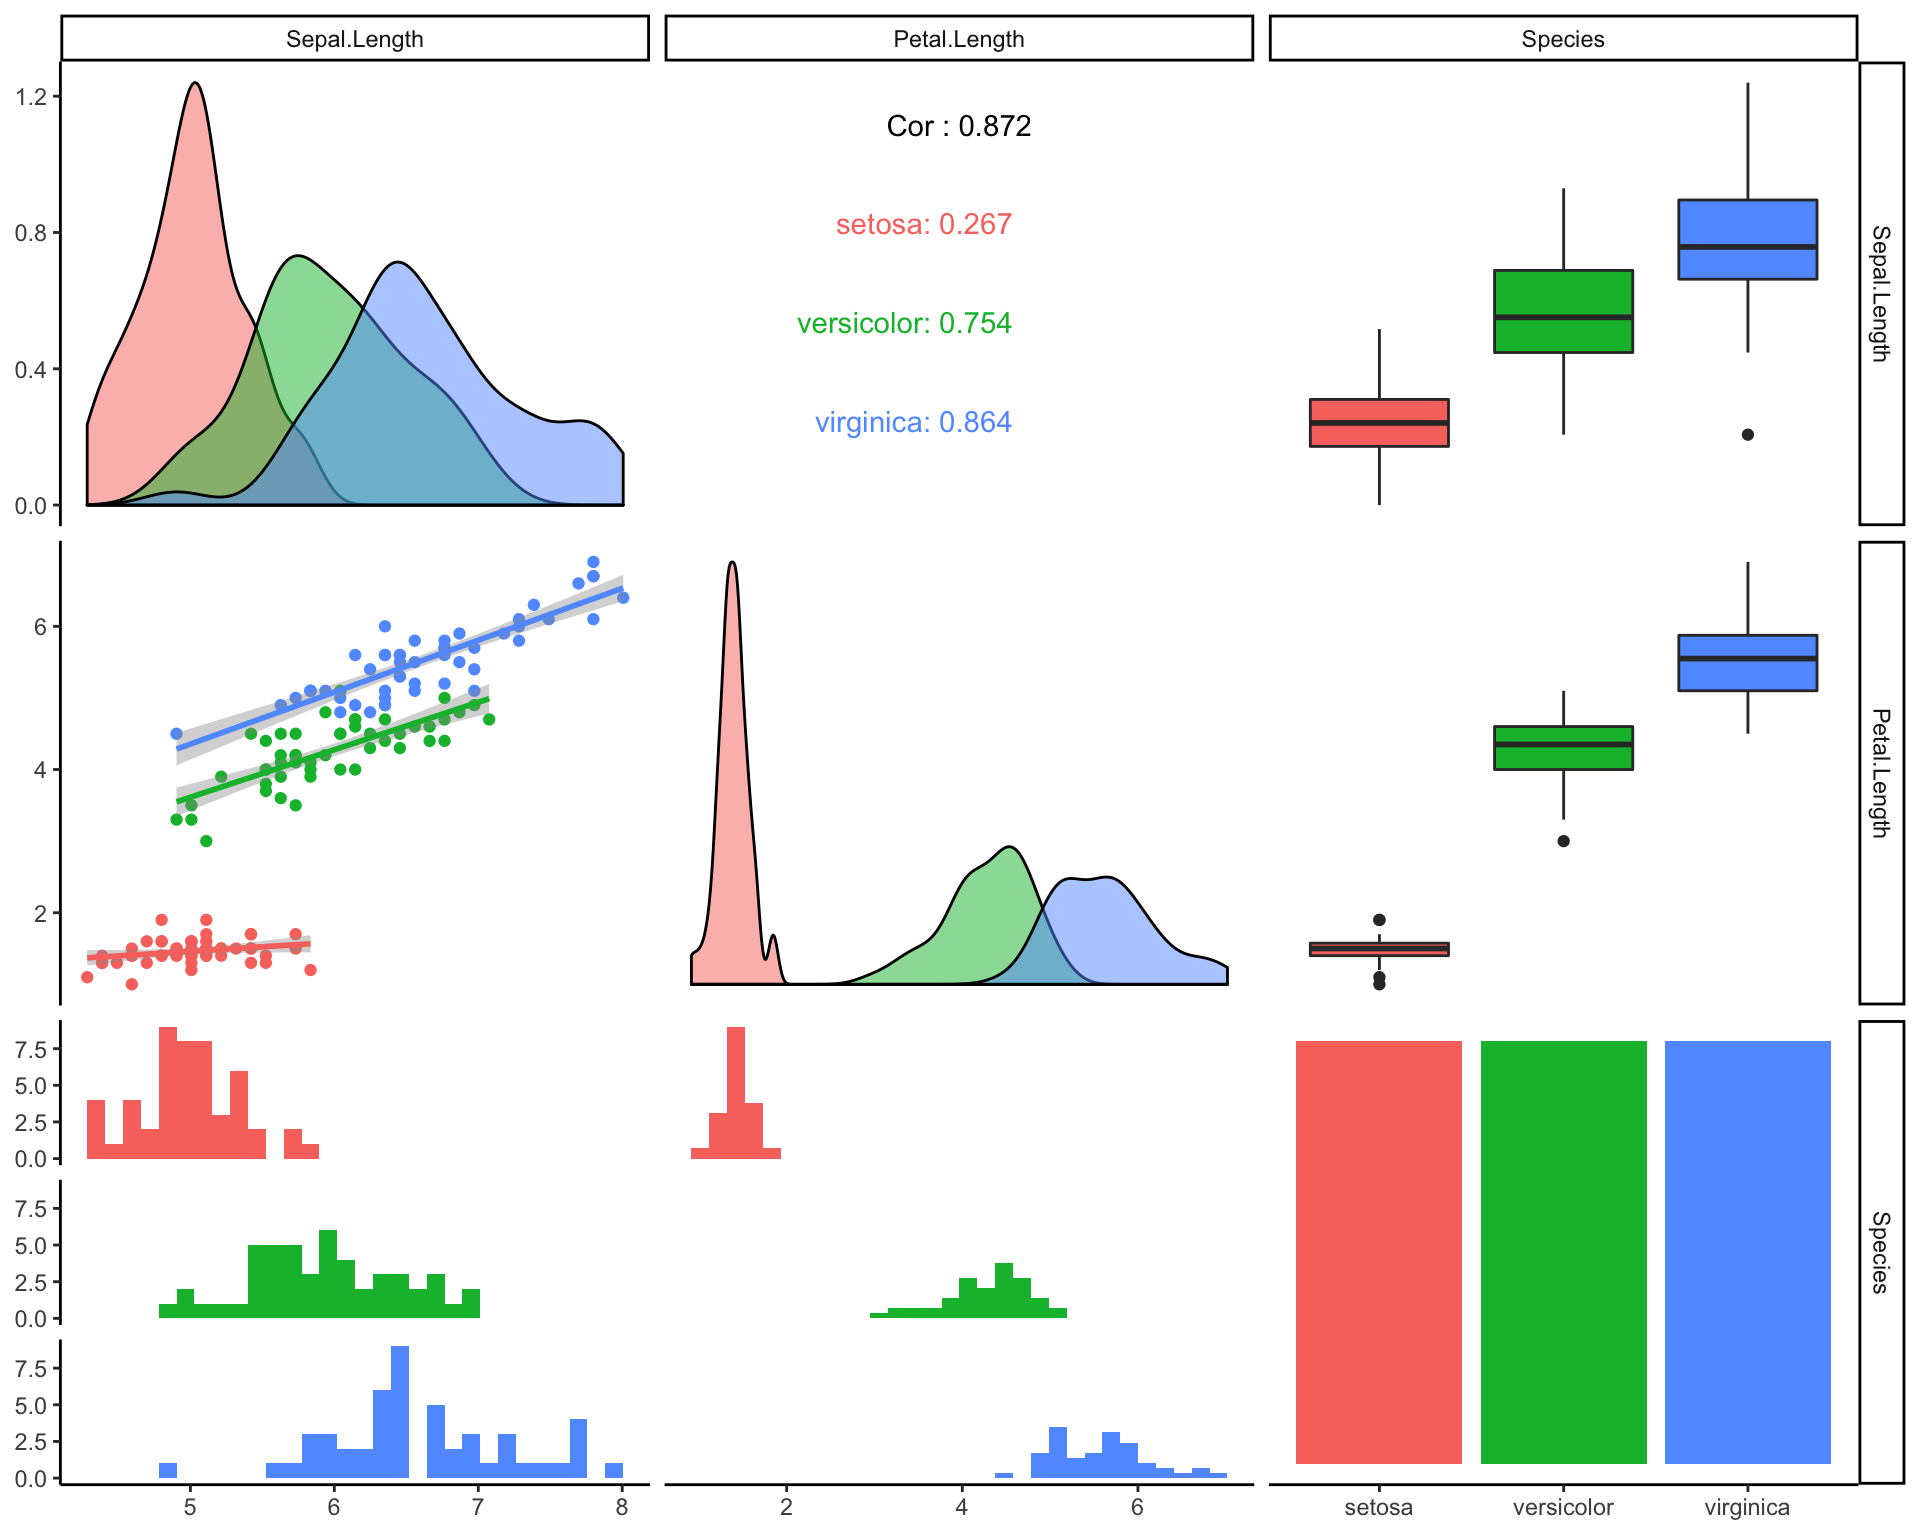 Sepal.Length
Petal.Length
Species
1.2
0.8
0.4
0.0
Cor : 0.872
setosa: 0.267
versicolor: 0.754
virginica: 0.864
Sepal.Length
6
4
2
Petal.Length
7.5
5.0
2.5
0.0
7.5
5.0
2.5
0.0
7.5
5.0
2.5
0.0
Species
5 6 7 8
2 4 6
setosa versicolor virginica